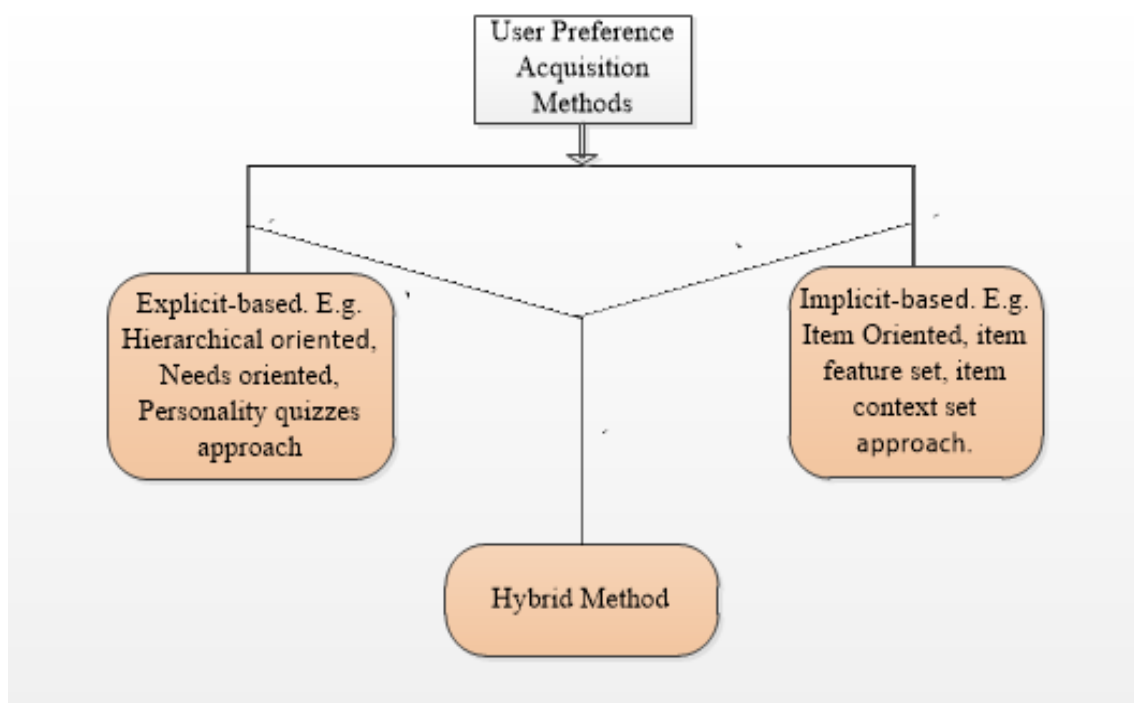 User Preference
Acquisition
Methods
Explicit-based. E.g.
Hierarchical oriented,
Needs oriented,
Personality quizzes
approach
Implicit-based. E.g.
Item Oriented, item
feature set, item
context set
approach.
Hybrid Method